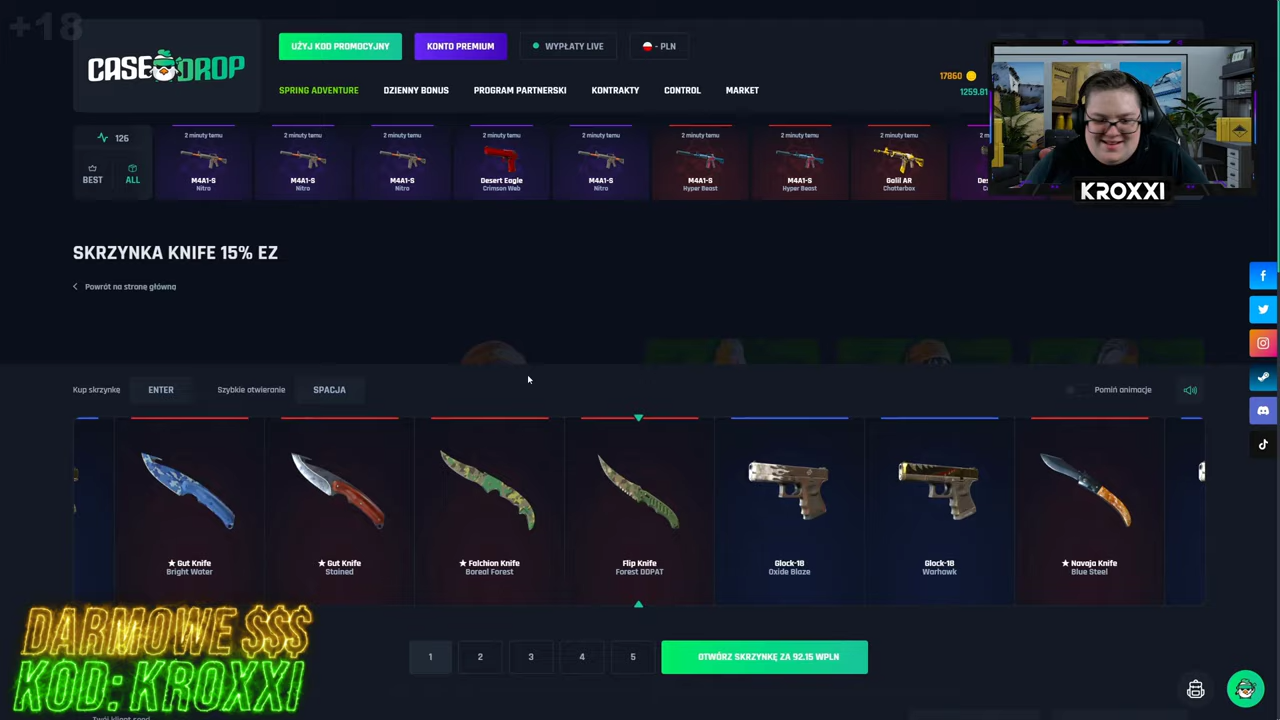 +18
CASEDROP
UŻYJ KOD PROMOCYJNY
KONTO PREMIUM
WYPŁATY LIVE
- PLN
SPRING ADVENTURE
DZIENNY BONUS
PROGRAM PARTNERSKI
KONTRAKTY
CONTROL
MARKET
17860
1259.81
126
BEST
ALL
2 minuty temu
M4A1-S
Nitro
2 minuty temu
M4A1-S
Nitro
2 minuty temu
M4A1-S
Nitro
2 minuty temu
Desert Eagle
Crimson Web
2 minuty temu
M4A1-S
Nitro
2 minuty temu
M4A1-S
Hyper Beast
2 minuty temu
M4A1-S
Hyper Beast
2 minuty temu
Galil AR
Chatterbox
KROXXI
SKRZYNKA KNIFE 15% EZ
Powrót na stronę główną
Kup skrzynkę
ENTER
Szybkie otwieranie
SPACJA
Pomiń animacje
★ Gut Knife
Bright Water
★ Gut Knife
Stained
★ Falchion Knife
Boreal Forest
Flip Knife
Forest DDPAT
Glock-18
Oxide Blaze
Glock-18
Warhawk
★ Navaja Knife
Blue Steel
DARMOWE $$$
KOD: KROXXI
1
2
3
4
5
OTWÓRZ SKRZYNKĘ ZA 92.15 WPLN